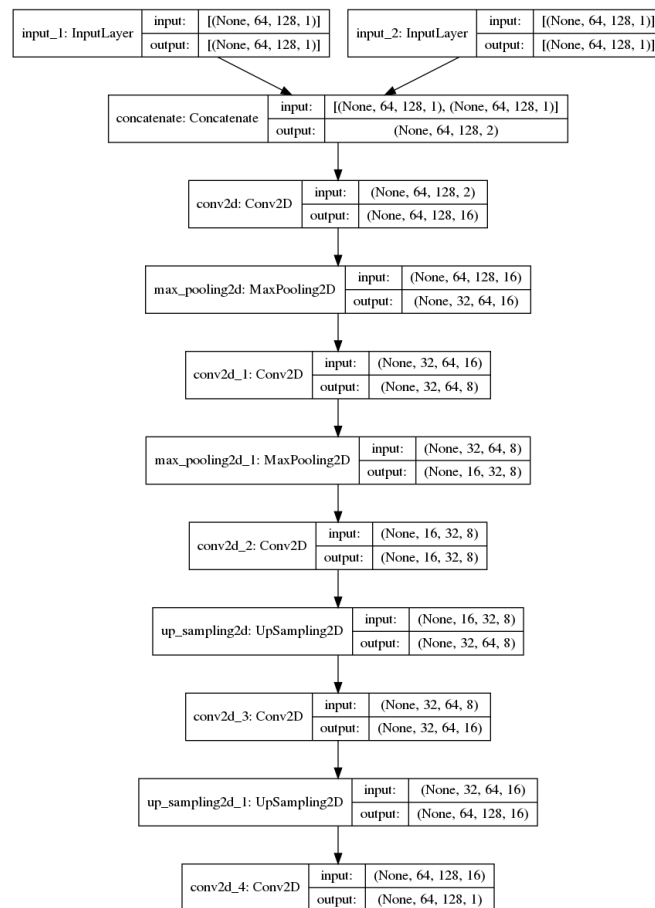 input_1: InputLayer input: [(None, 64, 128, 1)]
output: [(None, 64, 128, 1)]
input_2: InputLayer input: [(None, 64, 128, 1)]
output: [(None, 64, 128, 1)]
concatenate: Concatenate input: [(None, 64, 128, 1), (None, 64, 128, 1)]
output: (None, 64, 128, 2)
conv2d: Conv2D input: (None, 64, 128, 2)
output: (None, 64, 128, 16)
max_pooling2d: MaxPooling2D input: (None, 64, 128, 16)
output: (None, 32, 64, 16)
conv2d_1: Conv2D input: (None, 32, 64, 16)
output: (None, 32, 64, 8)
max_pooling2d_1: MaxPooling2D input: (None, 32, 64, 8)
output: (None, 16, 32, 8)
conv2d_2: Conv2D input: (None, 16, 32, 8)
output: (None, 16, 32, 8)
up_sampling2d: UpSampling2D input: (None, 16, 32, 8)
output: (None, 32, 64, 8)
conv2d_3: Conv2D input: (None, 32, 64, 8)
output: (None, 32, 64, 16)
up_sampling2d_1: UpSampling2D input: (None, 32, 64, 16)
output: (None, 64, 128, 16)
conv2d_4: Conv2D input: (None, 64, 128, 16)
output: (None, 64, 128, 1)